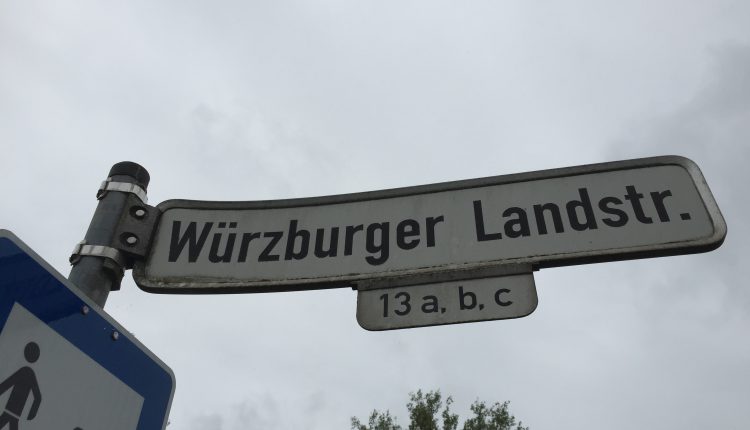 Würzburger Landstr.
13 a, b, c